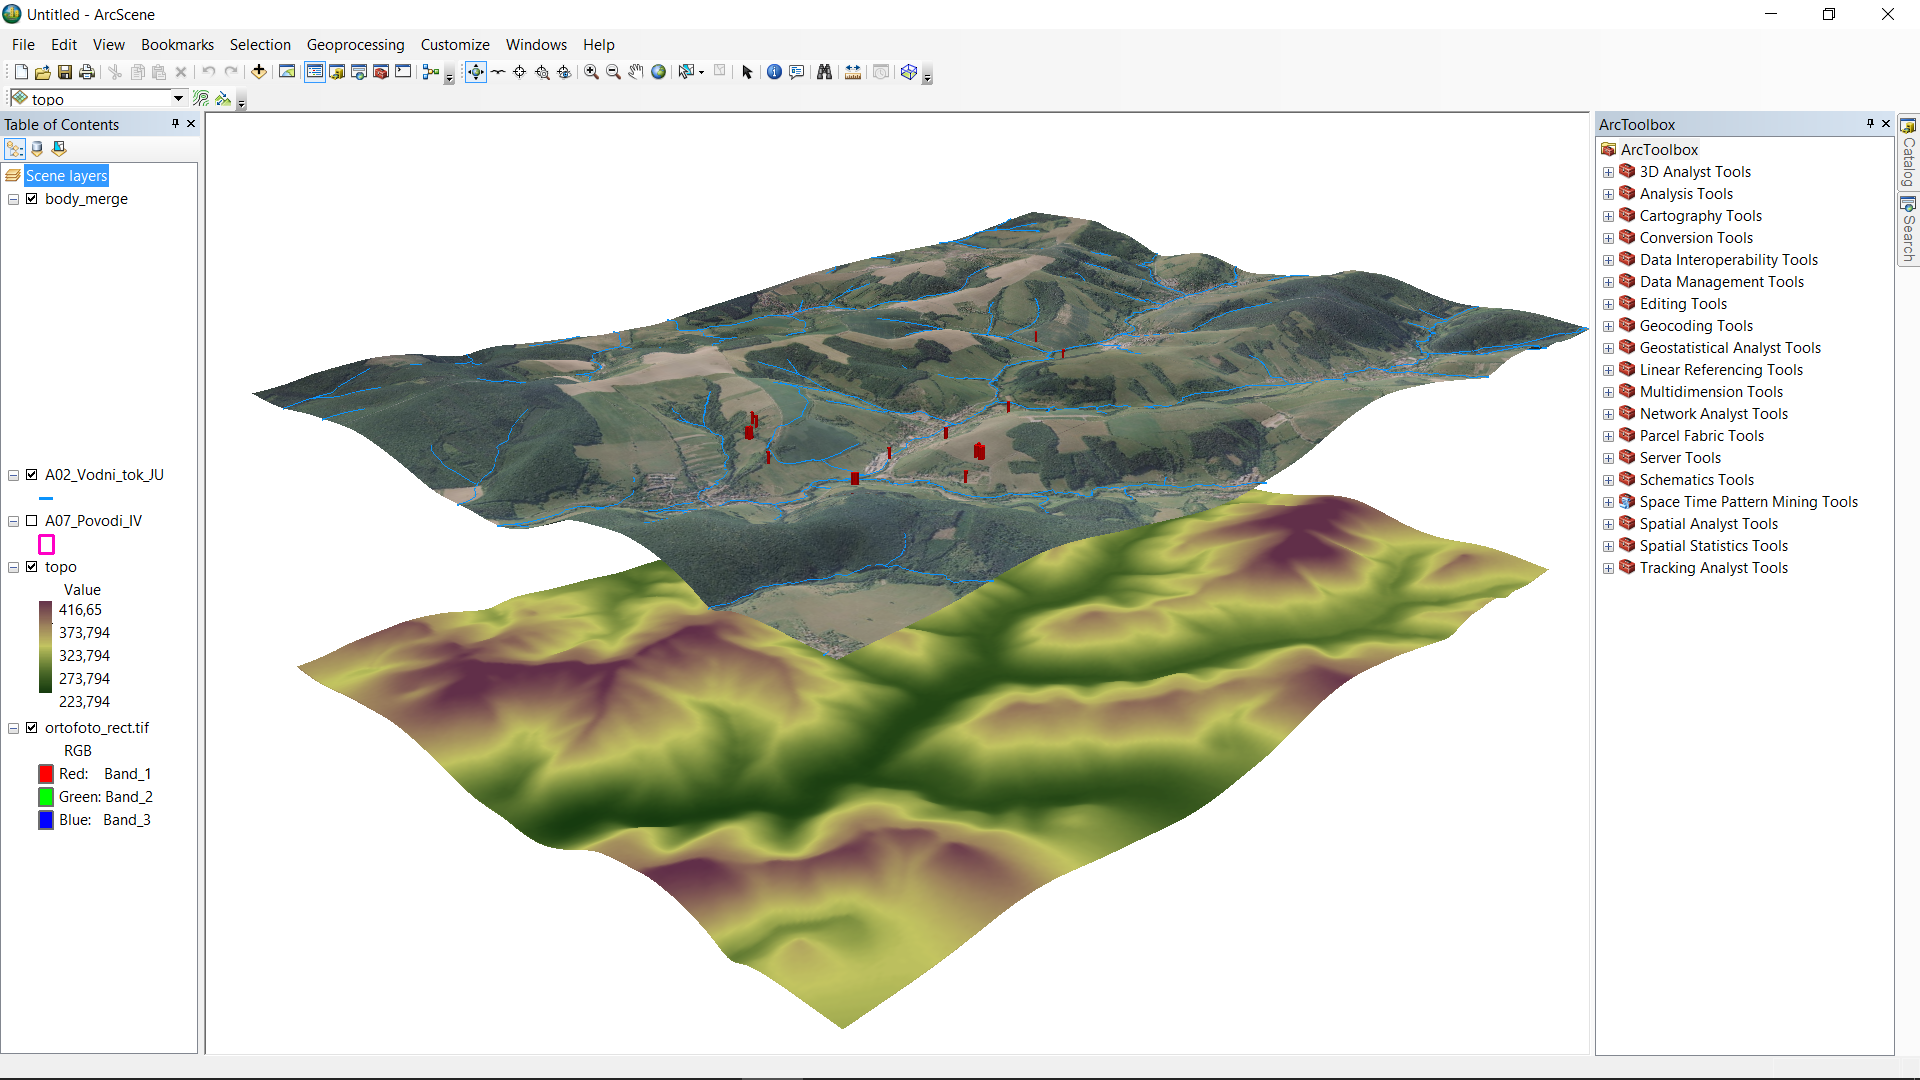 Untitled - ArcScene
File Edit View Bookmarks Selection Geoprocessing Customize Windows Help
topo
Table of Contents
Scene layers
body_merge
A02_Vodni_tok_JU
A07_Povodi_IV
topo
Value
416,65
373,794
323,794
273,794
223,794
ortofoto_rect.tif
RGB
Red: Band_1
Green: Band_2
Blue: Band_3
ArcToolbox
ArcToolbox
3D Analyst Tools
Analysis Tools
Cartography Tools
Conversion Tools
Data Interoperability Tools
Data Management Tools
Editing Tools
Geocoding Tools
Geostatistical Analyst Tools
Linear Referencing Tools
Multidimension Tools
Network Analyst Tools
Parcel Fabric Tools
Server Tools
Schematics Tools
Space Time Pattern Mining Tools
Spatial Analyst Tools
Spatial Statistics Tools
Tracking Analyst Tools
Catalog
Search